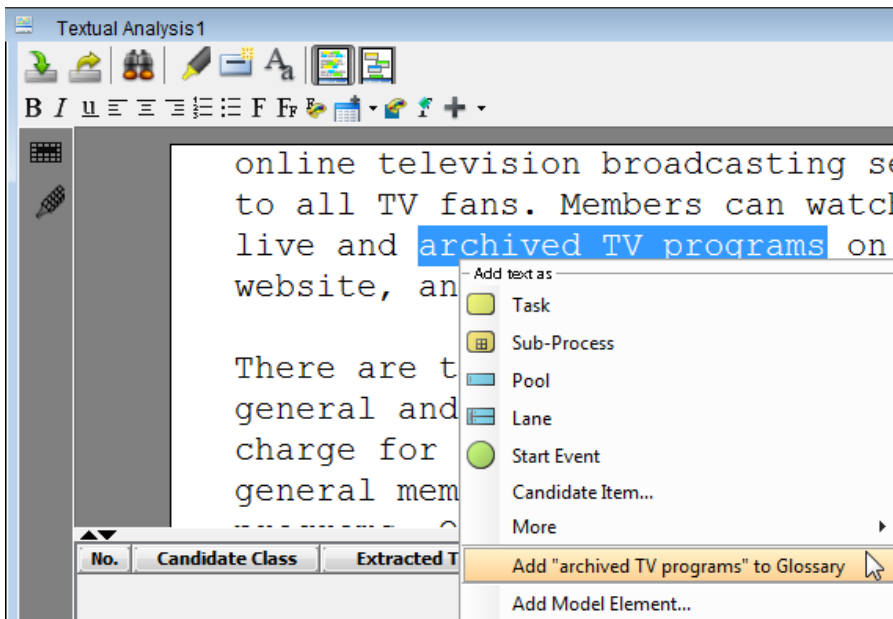 Textual Analysis1
B I u F FF
online television broadcasting se
to all TV fans. Members can watch
live and archived TV programs on
website, an
Add text as
Task
Sub-Process
There are t
Pool
general and
Lane
charge for
Start Event
general mem
Candidate Item...
More
No. Candidate Class Extracted T
Add "archived TV programs" to Glossary
Add Model Element...